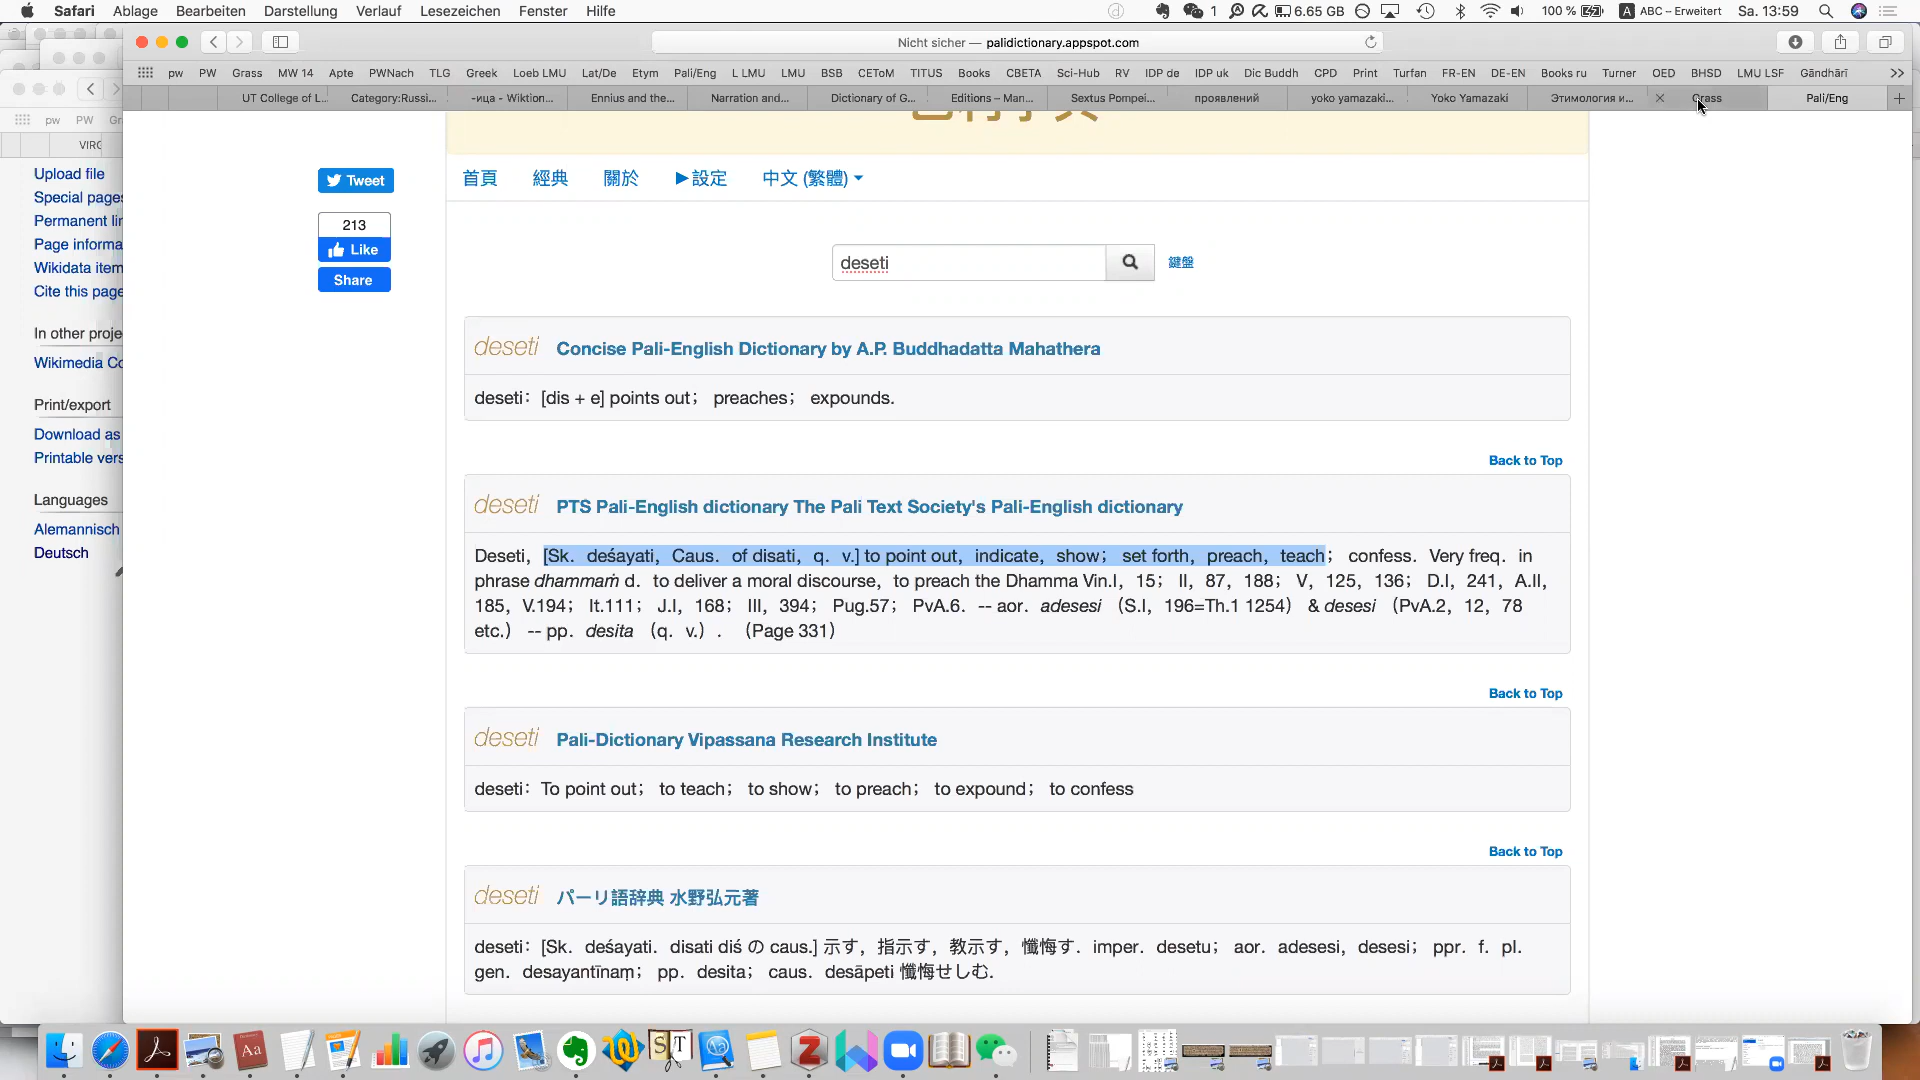 Safari Ablage Bearbeiten Darstellung Verlauf Lesezeichen Fenster Hilfe 1 6.65 GB 100 % A ABC – Erweitert Sa. 13:59
Nicht sicher — palidictionary.appspot.com
pw PW Grass MW 14 Apte PWNach TLG Greek Loeb LMU Lat/De Etym Pali/Eng L LMU LMU BSB CEToM TITUS Books CBETA Sci-Hub RV IDP de IDP uk Dic Buddh CPD Print Turfan FR-EN DE-EN Books ru Turner OED BHSD LMU LSF Gāndhārī
UT College of L... Category:Russi... -ица - Wiktion... Ennius and the... Narration and... Dictionary of G... Editions – Man... Sextus Pompei... проявлений yoko yamazaki... Yoko Yamazaki Этимология и... Grass Pali/Eng
pw PW Gr
VIRG
Upload file
Special pages
Permanent lin
Page informa
Wikidata item
Cite this page
In other proje
Wikimedia Co
Print/export
Download as
Printable vers
Languages
Alemannisch
Deutsch
Tweet
213
Like
Share
首頁 經典 關於 ▶設定 中文 (繁體)
deseti 鍵盤
deseti Concise Pali-English Dictionary by A.P. Buddhadatta Mahathera
deseti：[dis + e] points out； preaches； expounds.
Back to Top
deseti PTS Pali-English dictionary The Pali Text Society's Pali-English dictionary
Deseti， [Sk． deśayati， Caus． of disati， q． v.] to point out， indicate， show； set forth， preach， teach； confess． Very freq． in
phrase dhammaṁ d． to deliver a moral discourse， to preach the Dhamma Vin.I， 15； II， 87， 188； V， 125， 136； D.I， 241， A.II，
185， V.194； It.111； J.I， 168； III， 394； Pug.57； PvA.6． -- aor． adesesi （S.I， 196=Th.1 1254） & desesi （PvA.2， 12， 78
etc.） -- pp． desita （q． v.）． （Page 331）
Back to Top
deseti Pali-Dictionary Vipassana Research Institute
deseti：To point out； to teach； to show； to preach； to expound； to confess
Back to Top
deseti パーリ語辞典 水野弘元著
deseti：[Sk． deśayati． disati diś の caus.] 示す，指示す，教示す，懺悔す．imper． desetu； aor． adesesi， desesi； ppr． f． pl．
gen． desayantīnaṃ； pp． desita； caus． desāpeti 懺悔せしむ．